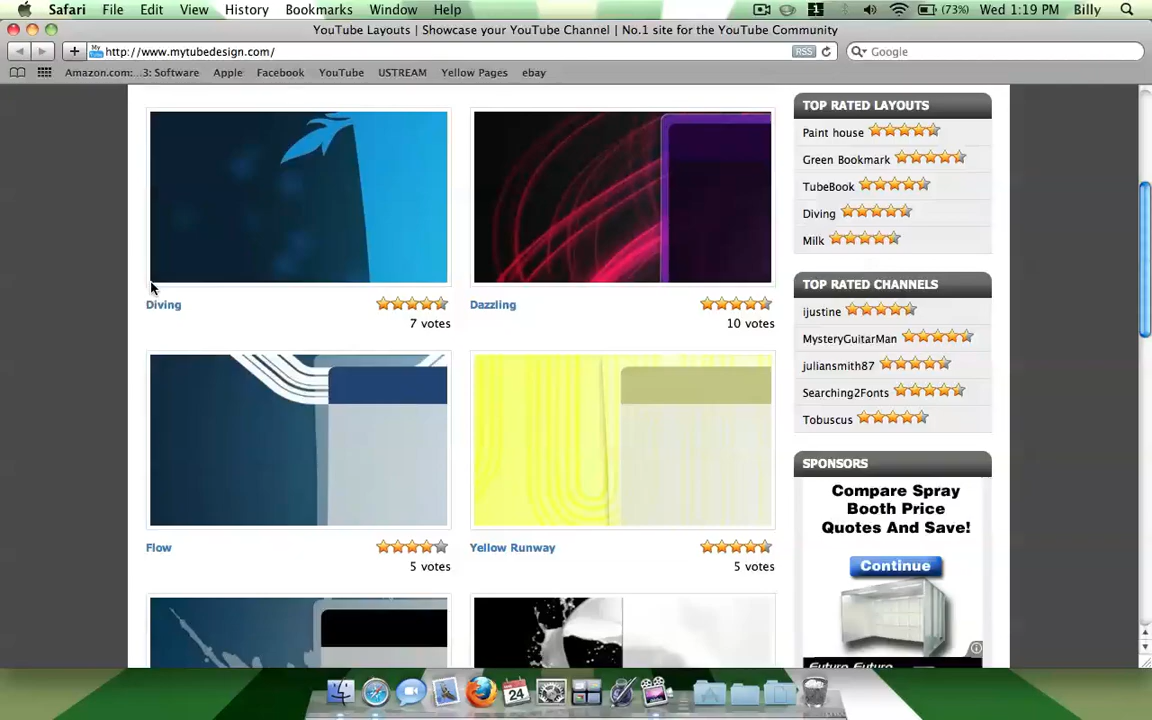 Safari File Edit View History Bookmarks Window Help (73%) Wed 1:19 PM Billy
YouTube Layouts | Showcase your YouTube Channel | No.1 site for the YouTube Community
http://www.mytubedesign.com/ RSS Google
Amazon.com:...3: Software Apple Facebook YouTube USTREAM Yellow Pages ebay
Diving
7 votes
Dazzling
10 votes
Flow
5 votes
Yellow Runway
5 votes
TOP RATED LAYOUTS
Paint house
Green Bookmark
TubeBook
Diving
Milk
TOP RATED CHANNELS
ijustine
MysteryGuitarMan
juliansmith87
Searching2Fonts
Tobuscus
SPONSORS
Compare Spray
Booth Price
Quotes And Save!
Continue
24